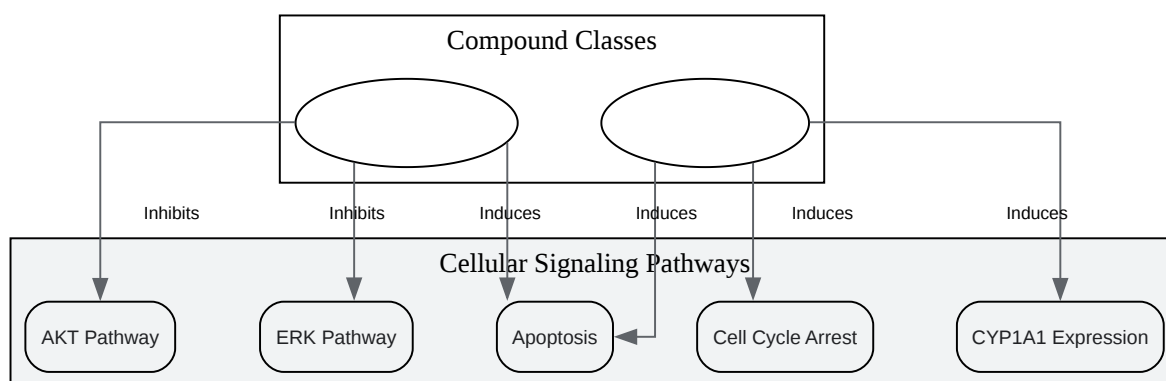 Compound Classes
Inhibits
Inhibits
Induces
Induces
Induces
Induces
Cellular Signaling Pathways
AKT Pathway
ERK Pathway
Apoptosis
Cell Cycle Arrest
CYP1A1 Expression